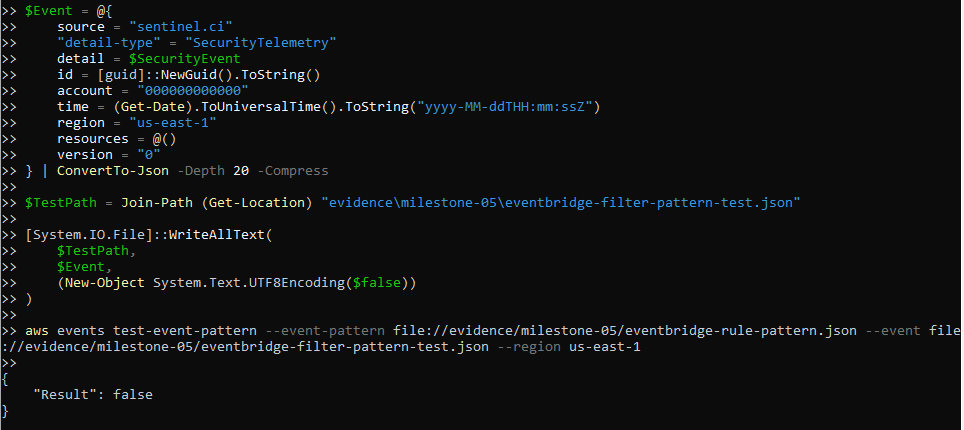 >> $Event = @{
>>     source = "sentinel.ci"
>>     "detail-type" = "SecurityTelemetry"
>>     detail = $SecurityEvent
>>     id = [guid]::NewGuid().ToString()
>>     account = "000000000000"
>>     time = (Get-Date).ToUniversalTime().ToString("yyyy-MM-ddTHH:mm:ssZ")
>>     region = "us-east-1"
>>     resources = @()
>>     version = "0"
>> } | ConvertTo-Json -Depth 20 -Compress
>>
>> $TestPath = Join-Path (Get-Location) "evidence\milestone-05\eventbridge-filter-pattern-test.json"
>>
>> [System.IO.File]::WriteAllText(
>>     $TestPath,
>>     $Event,
>>     (New-Object System.Text.UTF8Encoding($false))
>> )
>>
>> aws events test-event-pattern --event-pattern file://evidence/milestone-05/eventbridge-rule-pattern.json --event file
://evidence/milestone-05/eventbridge-filter-pattern-test.json --region us-east-1
>>
{
    "Result": false
}